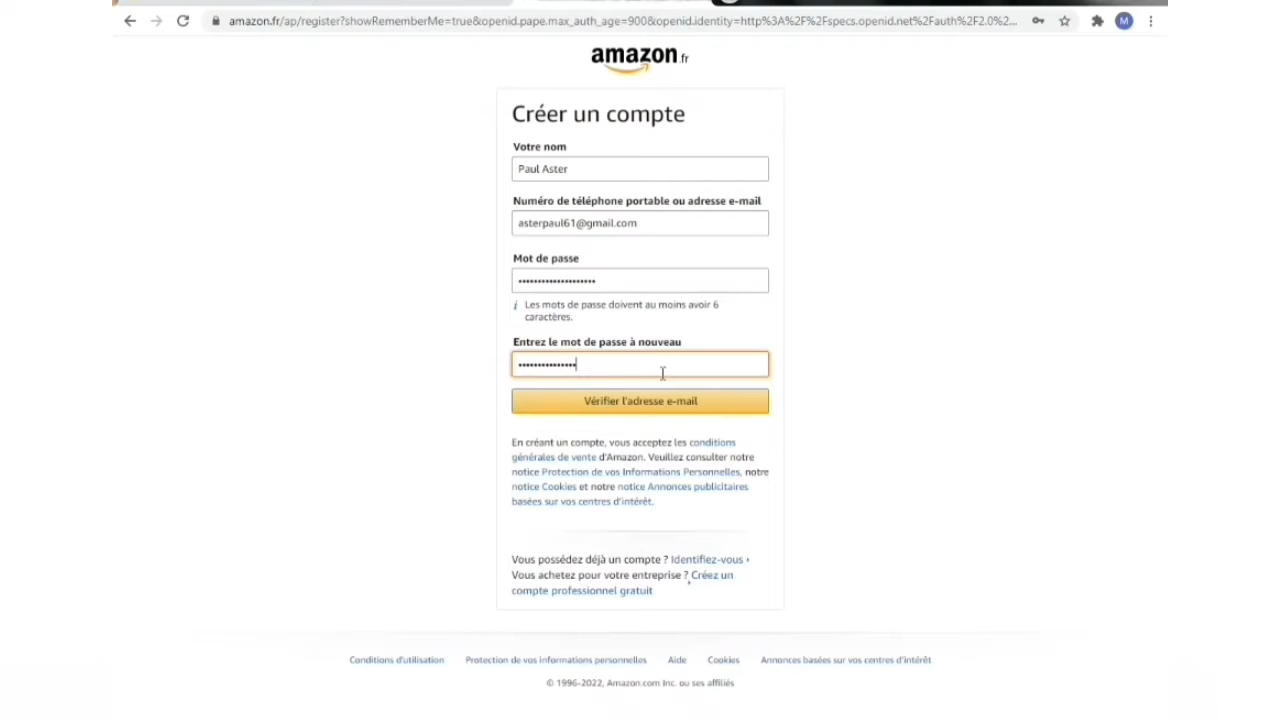 amazon.fr/ap/register?showRememberMe=true&openid.pape.max_auth_age=900&openid.identity=http%3A%2F%2Fspecs.openid.net%2Fauth%2F2.0%2...
M
amazon.fr
Créer un compte
Votre nom
Paul Aster
Numéro de téléphone portable ou adresse e-mail
asterpaul61@gmail.com
Mot de passe
••••••••••••••••••••
i Les mots de passe doivent au moins avoir 6
caractères.
Entrez le mot de passe à nouveau
•••••••••••••••
Vérifier l'adresse e-mail
En créant un compte, vous acceptez les conditions
générales de vente d'Amazon. Veuillez consulter notre
notice Protection de vos Informations Personnelles, notre
notice Cookies et notre notice Annonces publicitaires
basées sur vos centres d'intérêt.
Vous possédez déjà un compte ? Identifiez-vous
Vous achetez pour votre entreprise ? Créez un
compte professionnel gratuit
Conditions d'utilisation Protection de vos informations personnelles Aide Cookies Annonces basées sur vos centres d'intérêt
© 1996-2022, Amazon.com Inc. ou ses affiliés